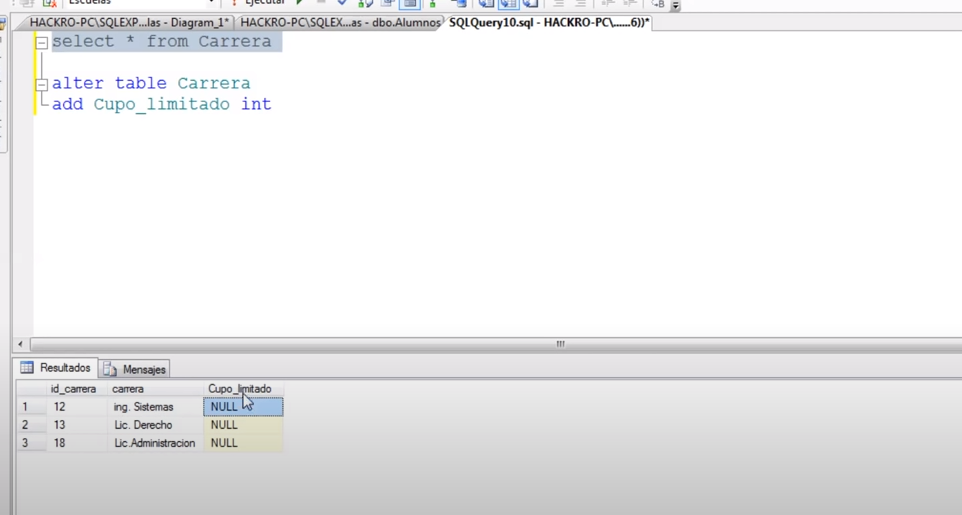 Escuelas Ejecutar
HACKRO-PC\SQLEXP...las - Diagram_1* HACKRO-PC\SQLEX...as - dbo.Alumnos SQLQuery10.sql - HACKRO-PC\......6))*
select * from Carrera
alter table Carrera
add Cupo_limitado int
Resultados Mensajes
id_carrera carrera Cupo_limitado
1 12 ing. Sistemas NULL
2 13 Lic. Derecho NULL
3 18 Lic.Administracion NULL